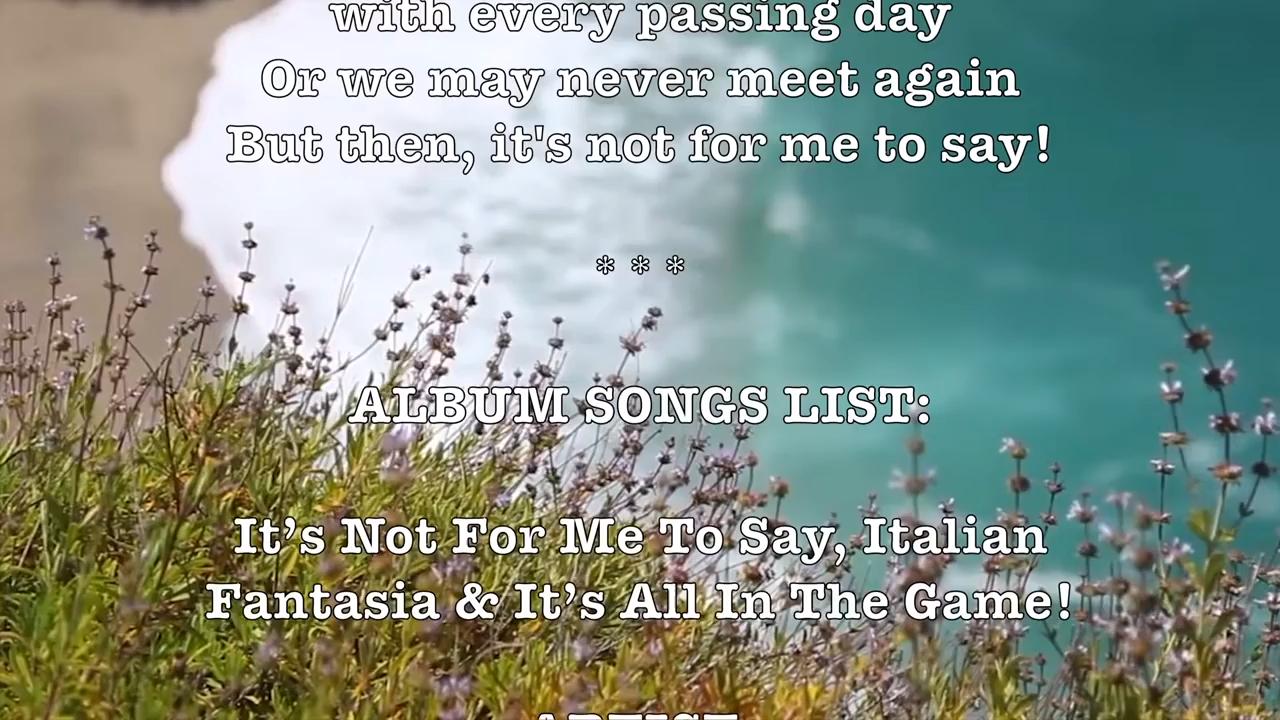 with every passing day
Or we may never meet again
But then, it's not for me to say!
* * *
ALBUM SONGS LIST:
It’s Not For Me To Say, Italian
Fantasia & It’s All In The Game!
ARTIST